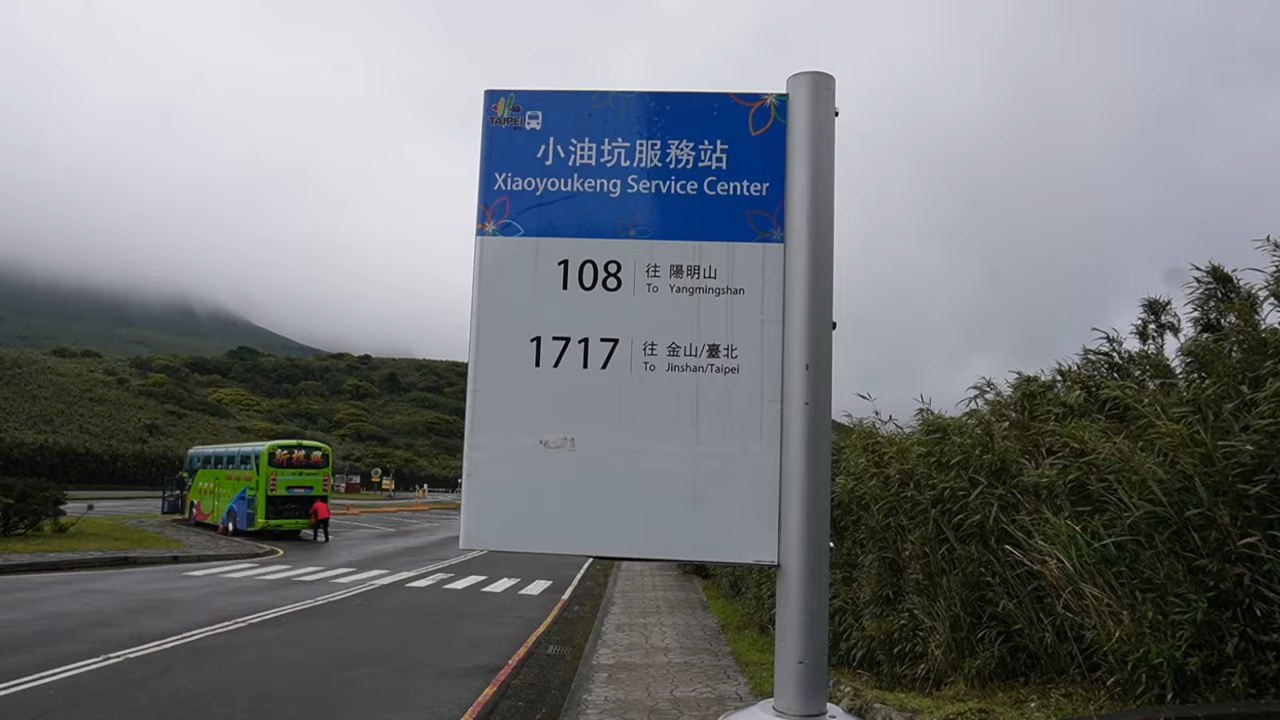 TAIPEI
小油坑服務站
Xiaoyoukeng Service Center
108 往 陽明山
To Yangmingshan
1717 往 金山/臺北
To Jinshan/Taipei